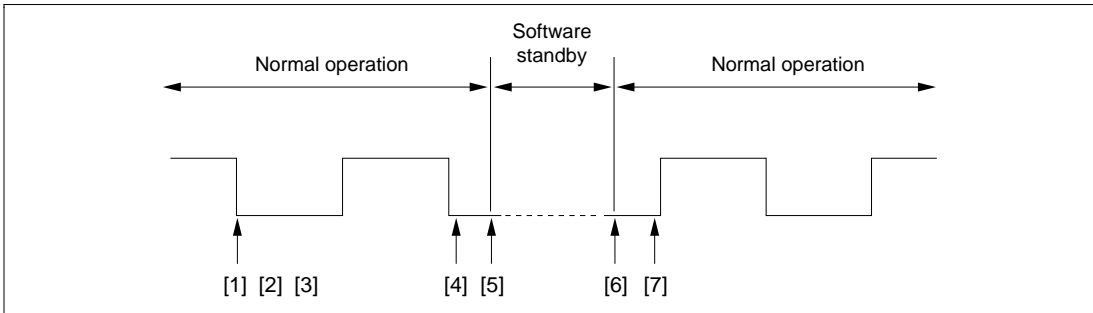 Software
standby
Normal operation
Normal operation
[1] [2] [3]
[4] [5]
[6] [7]